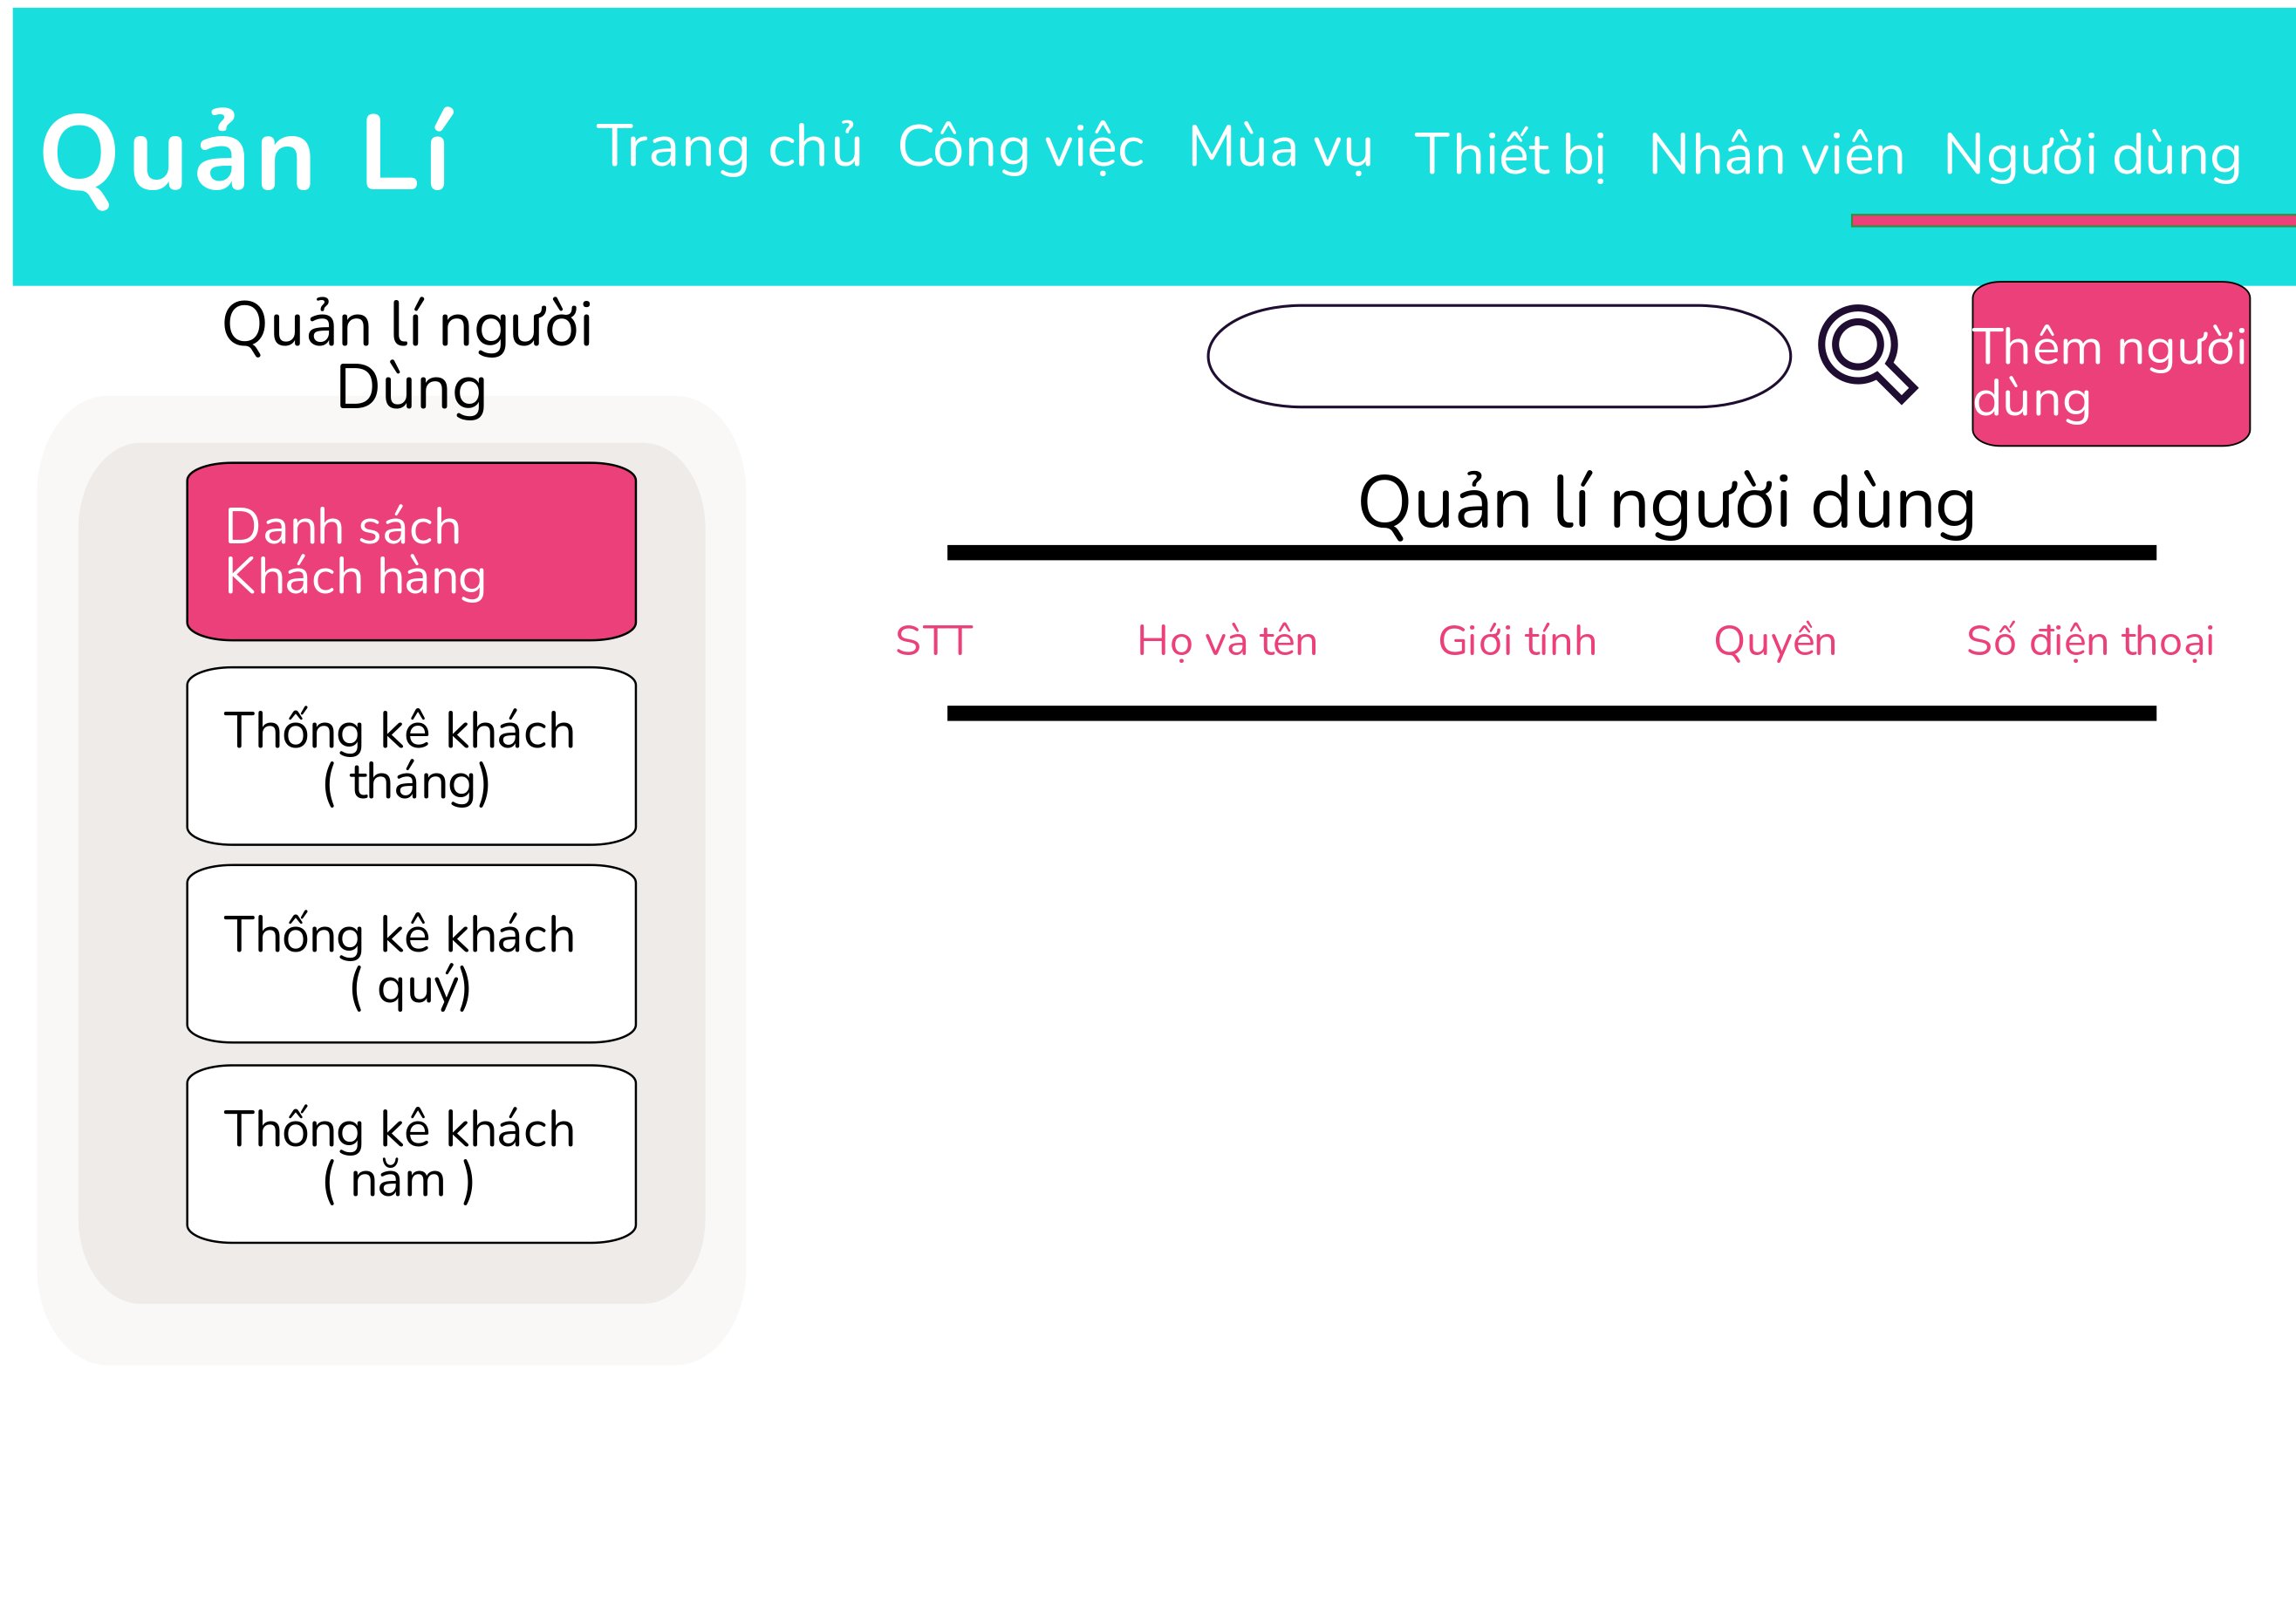 Quản Lí
Trang chủ
Công việc
Mùa vụ
Thiết bị
Nhân viên
Người dùng
Quản lí người
Dùng
Thêm người
dùng
Danh sách
Khách hàng
Thống kê khách
( tháng)
Thống kê khách
( quý)
Thống kê khách
( năm )
Quản lí người dùng
STT
Họ và tên
Giới tính
Quyền
Số điện thoại